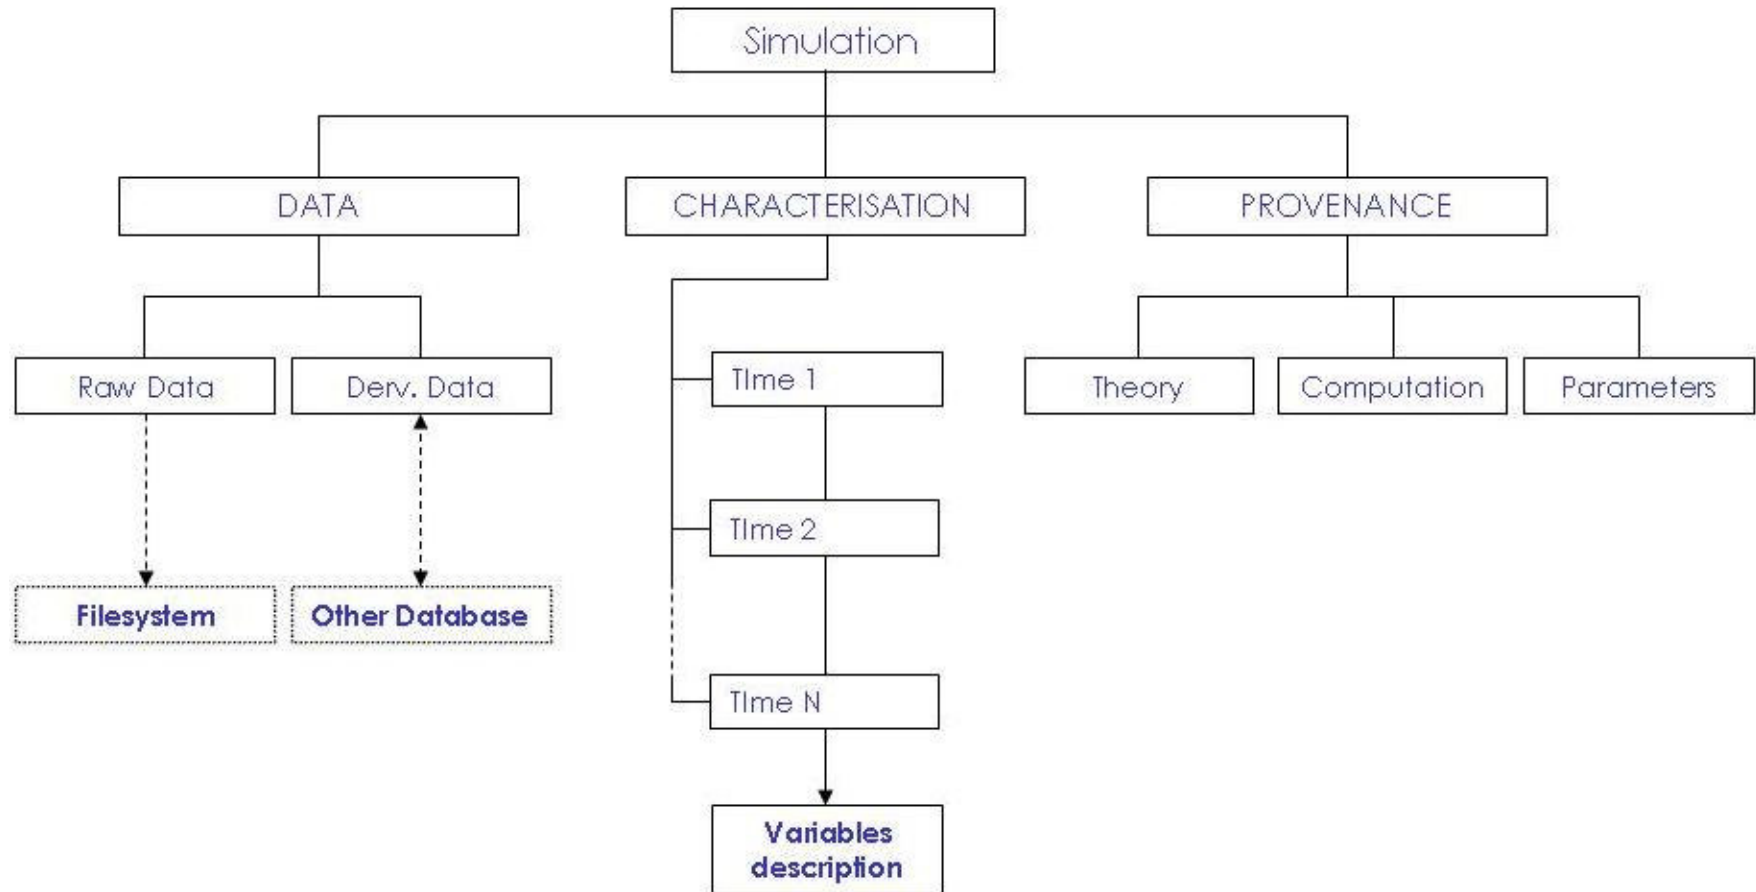 Simulation
DATA
CHARACTERISATION
PROVENANCE
Raw Data
Derv. Data
TIme 1
Theory
Computation
Parameters
TIme 2
Filesystem
Other Database
TIme N
Variables
description